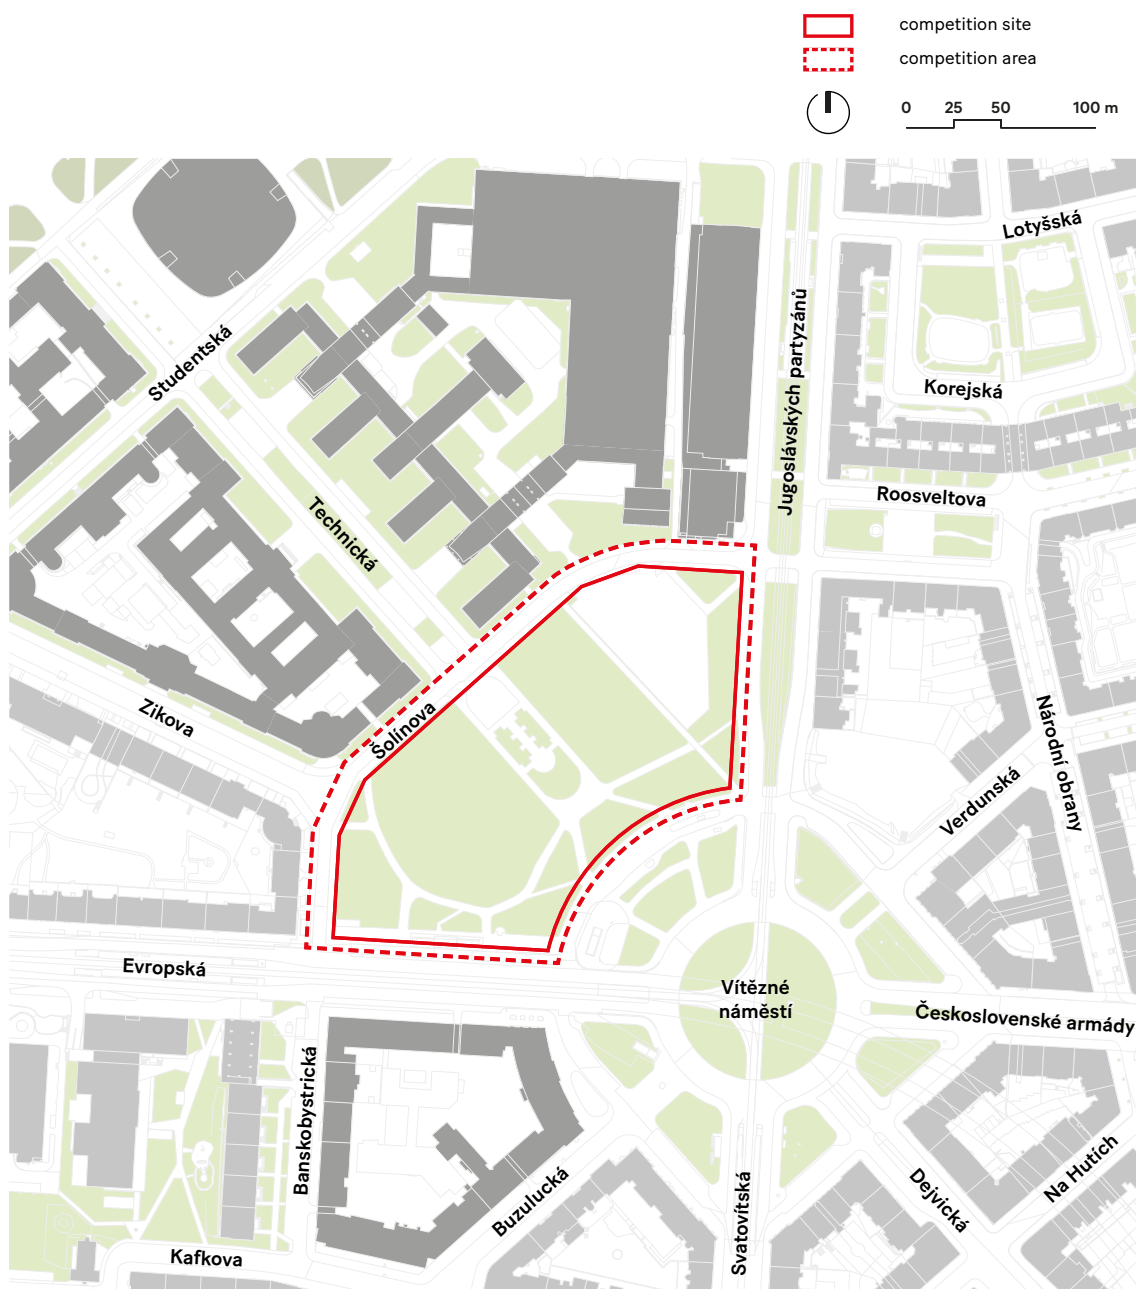 competition site
competition area
0 25 50 100 m
Lotyšská
Jugoslávských partyzánů
Studentská
Korejská
Roosveltova
Technická
Zikova
Šolínova
Národní obrany
Verdunská
Evropská
Vítězné
náměstí
Československé armády
Banskobystrická
Buzulucká
Svatovítská
Dejvická
Na Hutích
Kafkova